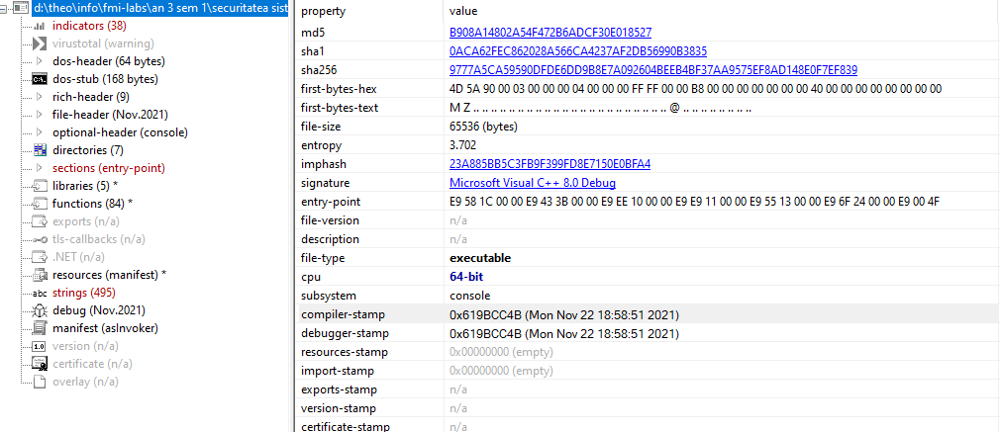 d:\theo\info\fmi-labs\an 3 sem 1\securitatea sist
indicators (38)
virustotal (warning)
dos-header (64 bytes)
dos-stub (168 bytes)
rich-header (9)
file-header (Nov.2021)
optional-header (console)
directories (7)
sections (entry-point)
libraries (5) *
functions (84) *
exports (n/a)
tls-callbacks (n/a)
.NET (n/a)
resources (manifest) *
abc strings (495)
debug (Nov.2021)
manifest (asInvoker)
1.0 version (n/a)
certificate (n/a)
overlay (n/a)
property value
md5 B908A14802A54F472B6ADCF30E018527
sha1 0ACA62FEC862028A566CA4237AF2DB56990B3835
sha256 9777A5CA59590DFDE6DD9B8E7A092604BEEB4BF37AA9575EF8AD148E0F7EF839
first-bytes-hex 4D 5A 90 00 03 00 00 00 04 00 00 00 FF FF 00 00 B8 00 00 00 00 00 00 00 40 00 00 00 00 00 00 00
first-bytes-text M Z .. .. .. .. .. .. .. .. .. .. .. .. .. .. .. .. .. .. .. .. .. .. @ .. .. .. .. .. .. ..
file-size 65536 (bytes)
entropy 3.702
imphash 23A885BB5C3FB9F399FD8E7150E0BFA4
signature Microsoft Visual C++ 8.0 Debug
entry-point E9 58 1C 00 00 E9 43 3B 00 00 E9 EE 10 00 00 E9 E9 11 00 00 E9 55 13 00 00 E9 6F 24 00 00 E9 00 4F
file-version n/a
description n/a
file-type executable
cpu 64-bit
subsystem console
compiler-stamp 0x619BCC4B (Mon Nov 22 18:58:51 2021)
debugger-stamp 0x619BCC4B (Mon Nov 22 18:58:51 2021)
resources-stamp 0x00000000 (empty)
import-stamp 0x00000000 (empty)
exports-stamp n/a
version-stamp n/a
certificate-stamp n/a